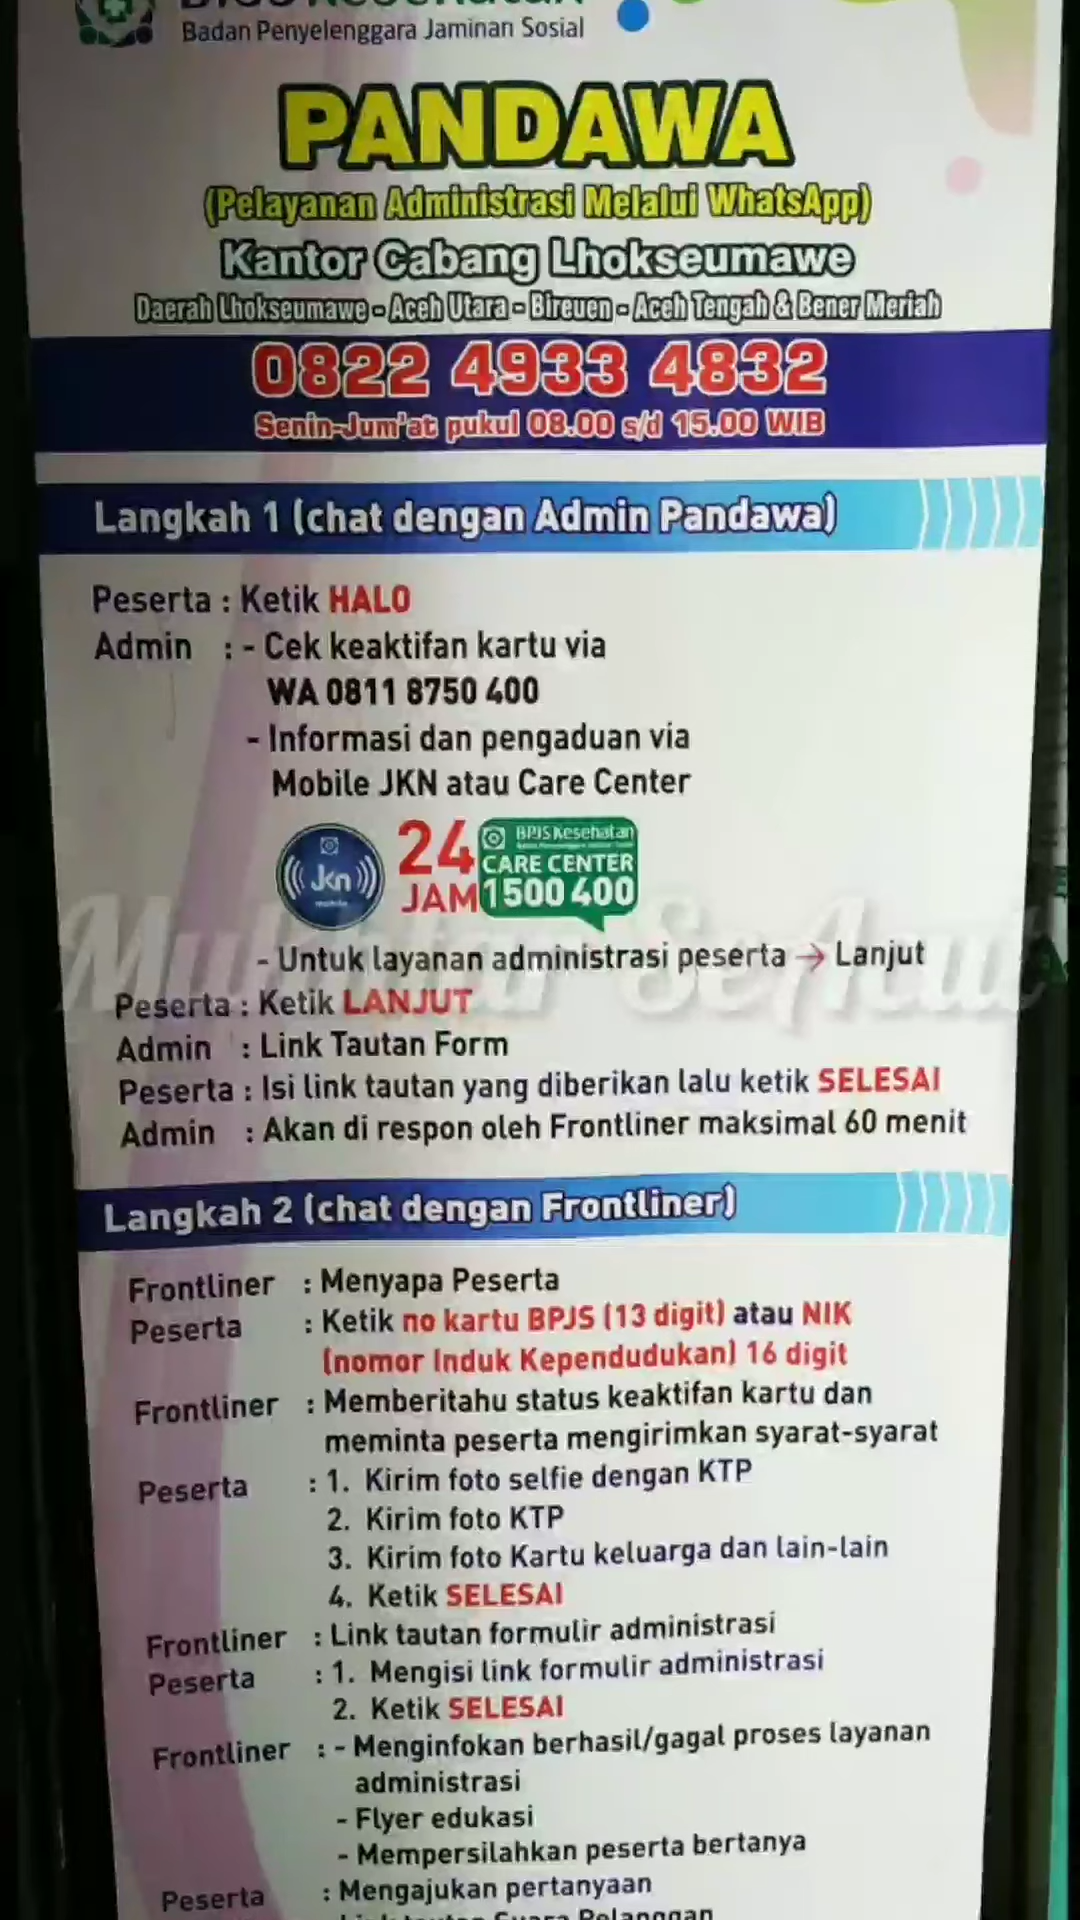 Badan Penyelenggara Jaminan Sosial
PANDAWA
(Pelayanan Administrasi Melalui WhatsApp)
Kantor Cabang Lhokseumawe
Daerah Lhokseumawe - Aceh Utara - Bireuen - Aceh Tengah & Bener Meriah
0822 4933 4832
Senin-Jum'at pukul 08.00 s/d 15.00 WIB
Langkah 1 (chat dengan Admin Pandawa)
Peserta : Ketik HALO
Admin : - Cek keaktifan kartu via
WA 0811 8750 400
- Informasi dan pengaduan via
Mobile JKN atau Care Center
Jkn
mobile
24
JAM
BPJS Kesehatan
CARE CENTER
1500 400
- Untuk layanan administrasi peserta → Lanjut
Mukhtar SeAcut
Peserta : Ketik LANJUT
Admin : Link Tautan Form
Peserta : Isi link tautan yang diberikan lalu ketik SELESAI
Admin : Akan di respon oleh Frontliner maksimal 60 menit
Langkah 2 (chat dengan Frontliner)
Frontliner : Menyapa Peserta
Peserta : Ketik no kartu BPJS (13 digit) atau NIK
(nomor Induk Kependudukan) 16 digit
Frontliner : Memberitahu status keaktifan kartu dan
meminta peserta mengirimkan syarat-syarat
Peserta : 1. Kirim foto selfie dengan KTP
2. Kirim foto KTP
3. Kirim foto Kartu keluarga dan lain-lain
4. Ketik SELESAI
Frontliner : Link tautan formulir administrasi
Peserta : 1. Mengisi link formulir administrasi
2. Ketik SELESAI
Frontliner : - Menginfokan berhasil/gagal proses layanan
administrasi
- Flyer edukasi
- Mempersilahkan peserta bertanya
Peserta : Mengajukan pertanyaan